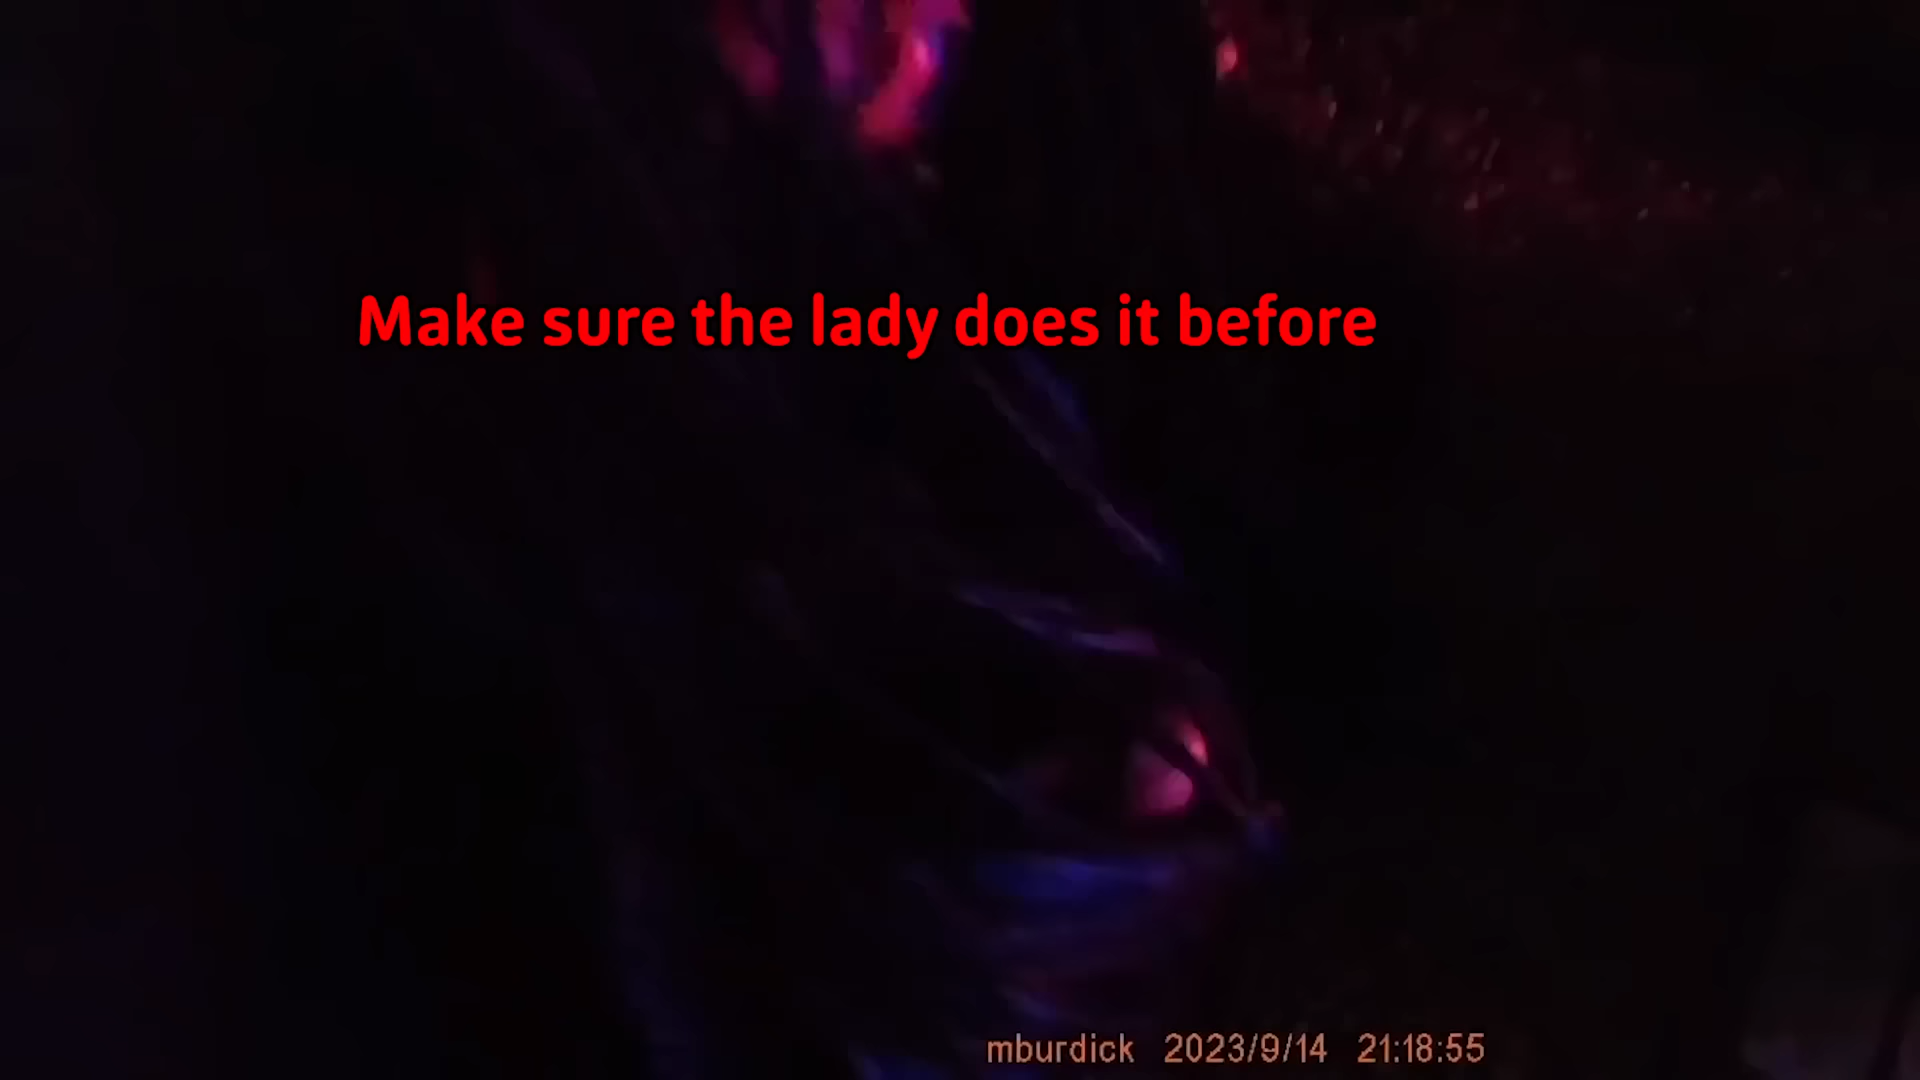 Make sure the lady does it before
mburdick 2023/9/14 21:18:55